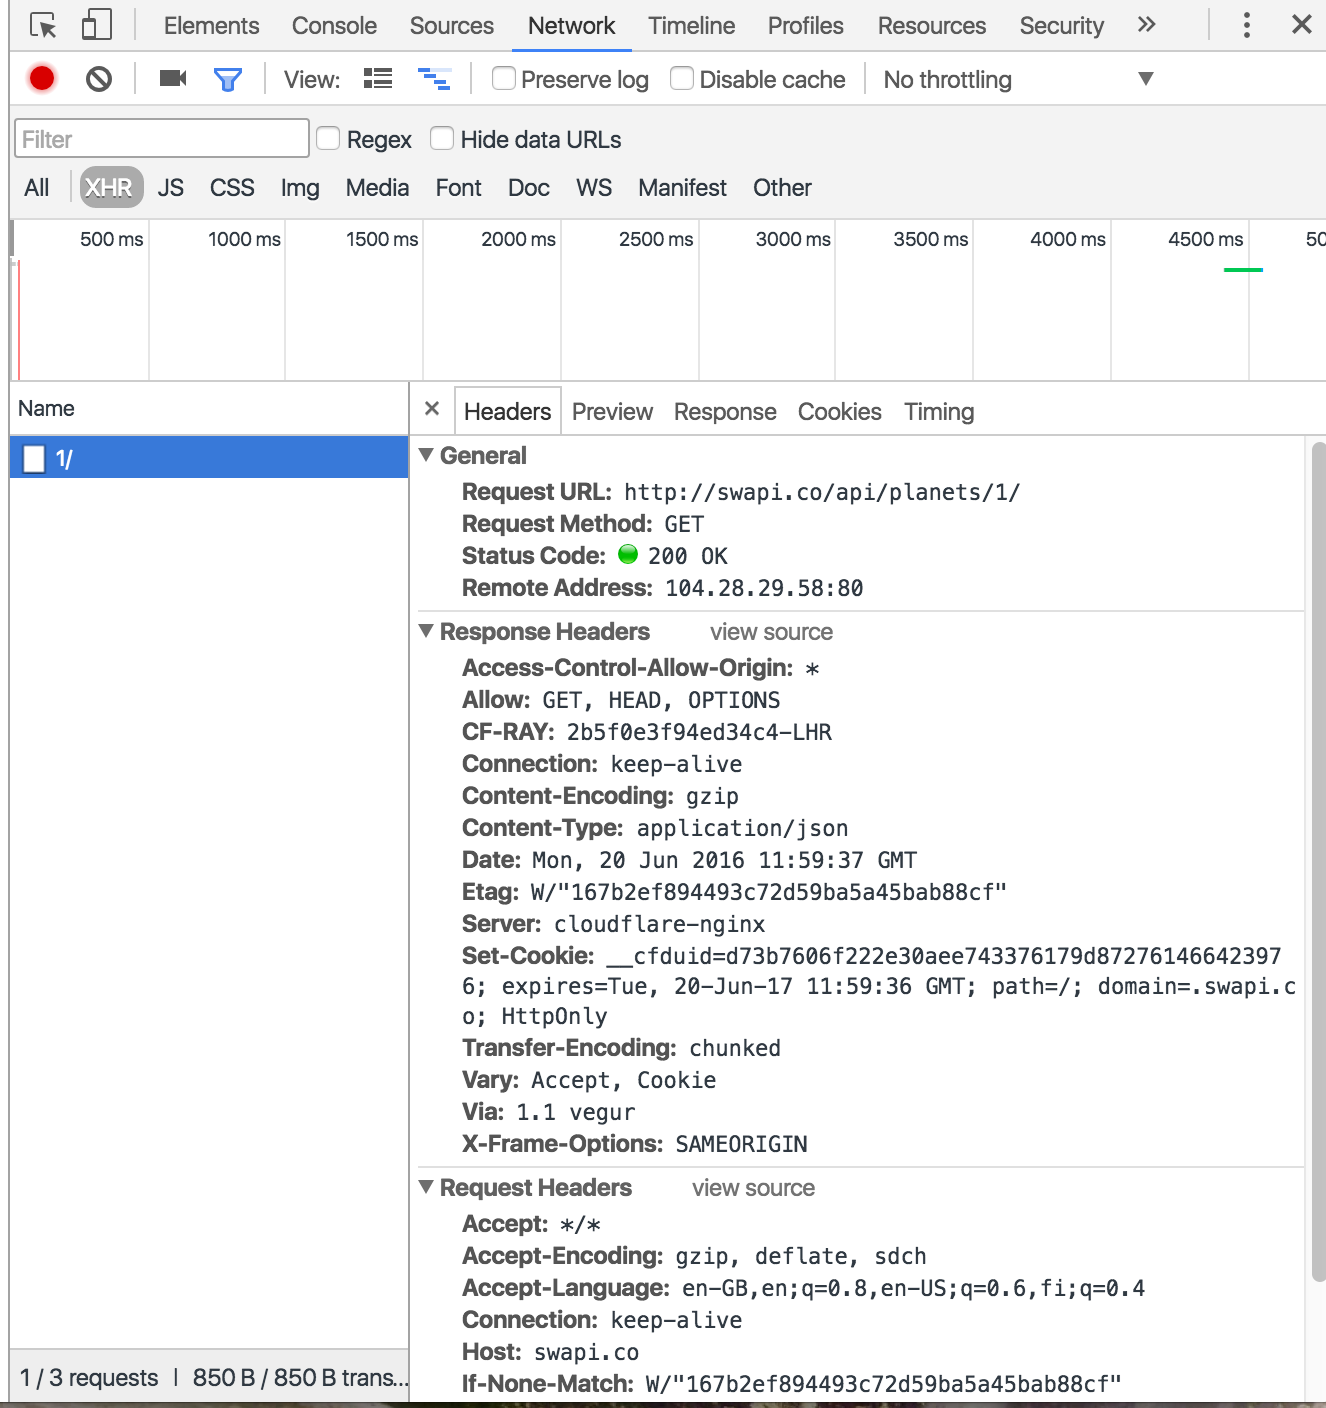 Elements Console Sources Network Timeline Profiles Resources Security »
View: Preserve log Disable cache No throttling
Filter Regex Hide data URLs
All XHR JS CSS Img Media Font Doc WS Manifest Other
500 ms 1000 ms 1500 ms 2000 ms 2500 ms 3000 ms 3500 ms 4000 ms 4500 ms 50
Name
1/
1 / 3 requests | 850 B / 850 B trans...
× Headers Preview Response Cookies Timing
General
Request URL: http://swapi.co/api/planets/1/
Request Method: GET
Status Code: 200 OK
Remote Address: 104.28.29.58:80
Response Headers view source
Access-Control-Allow-Origin: *
Allow: GET, HEAD, OPTIONS
CF-RAY: 2b5f0e3f94ed34c4-LHR
Connection: keep-alive
Content-Encoding: gzip
Content-Type: application/json
Date: Mon, 20 Jun 2016 11:59:37 GMT
Etag: W/"167b2ef894493c72d59ba5a45bab88cf"
Server: cloudflare-nginx
Set-Cookie: __cfduid=d73b7606f222e30aee743376179d87276146642397
6; expires=Tue, 20-Jun-17 11:59:36 GMT; path=/; domain=.swapi.c
o; HttpOnly
Transfer-Encoding: chunked
Vary: Accept, Cookie
Via: 1.1 vegur
X-Frame-Options: SAMEORIGIN
Request Headers view source
Accept: */*
Accept-Encoding: gzip, deflate, sdch
Accept-Language: en-GB,en;q=0.8,en-US;q=0.6,fi;q=0.4
Connection: keep-alive
Host: swapi.co
If-None-Match: W/"167b2ef894493c72d59ba5a45bab88cf"